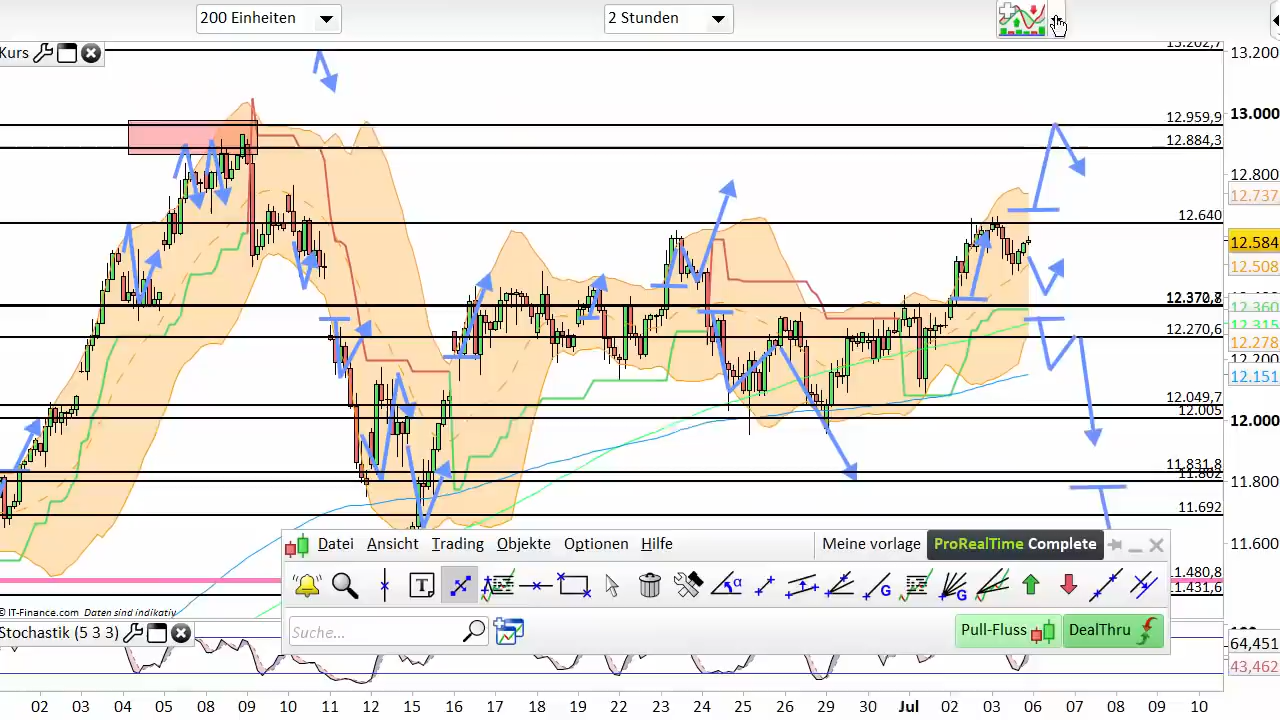 200 Einheiten
2 Stunden
Kurs
13.202,7
13.200
12.959,9
13.000
12.884,3
12.800
12.737
12.640
12.584
12.508
12.360
12.315
12.270,6
12.278
12.200
12.151
12.049,7
12.005
12.000
11.831,8
11.802
11.800
11.692
11.600
11.480,8
11.431,6
Datei Ansicht Trading Objekte Optionen Hilfe
Meine vorlage
ProRealTime Complete
T
α
G
G
Suche...
Pull-Fluss
DealThru
© IT-Finance.com Daten sind indikativ
Stochastik (5 3 3)
64,451
43,462
02 03 04 05 08 09 10 11 12 15 16 17 18 19 22 23 24 25 26 29 30 Jul 02 03 06 07 08 09 10